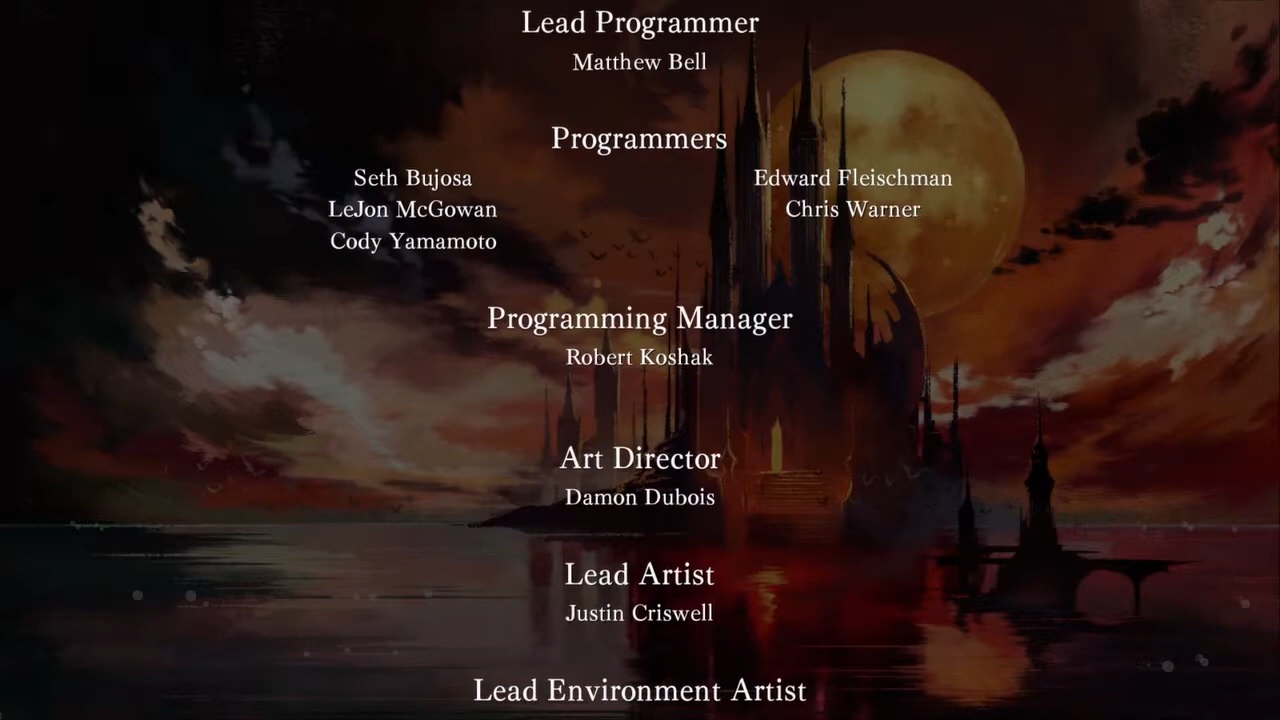 Lead Programmer
Matthew Bell
Programmers
Seth Bujosa
Edward Fleischman
LeJon McGowan
Chris Warner
Cody Yamamoto
Programming Manager
Robert Koshak
Art Director
Damon Dubois
Lead Artist
Justin Criswell
Lead Environment Artist